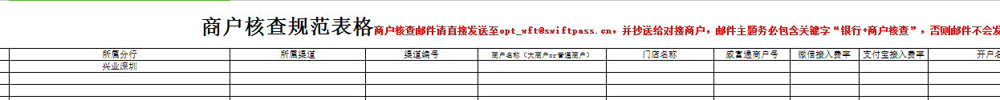 商户核查规范表格商户核查邮件请直接发送至opt_wft@swiftpass.cn，并抄送给对接商户，邮件主题务必包含关键字“银行+商户核查”，否则邮件不会发
所属分行 所属渠道 渠道编号 商户名称（大商户or普通商户） 门店名称 威富通商户号 微信接入费率 支付宝接入费率 开户名
兴业深圳